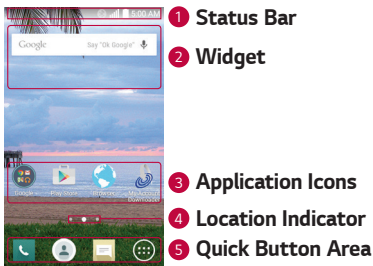 5:00 AM
1 Status Bar
Google Say "Ok Google"
2 Widget
Google Play Store Browser
3 Application Icons
4 Location Indicator
5 Quick Button Area